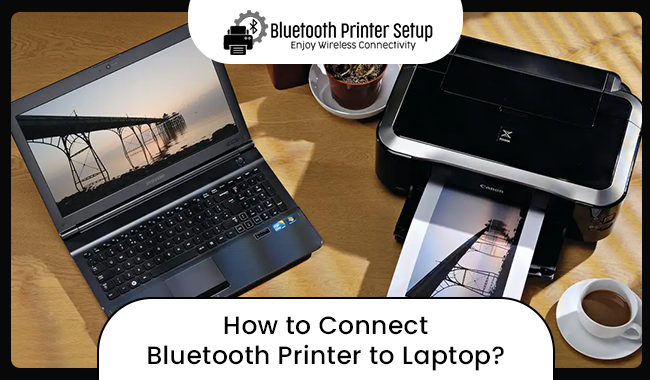 Bluetooth Printer Setup
Enjoy Wireless Connectivity
Canon
How to Connect
Bluetooth Printer to Laptop?